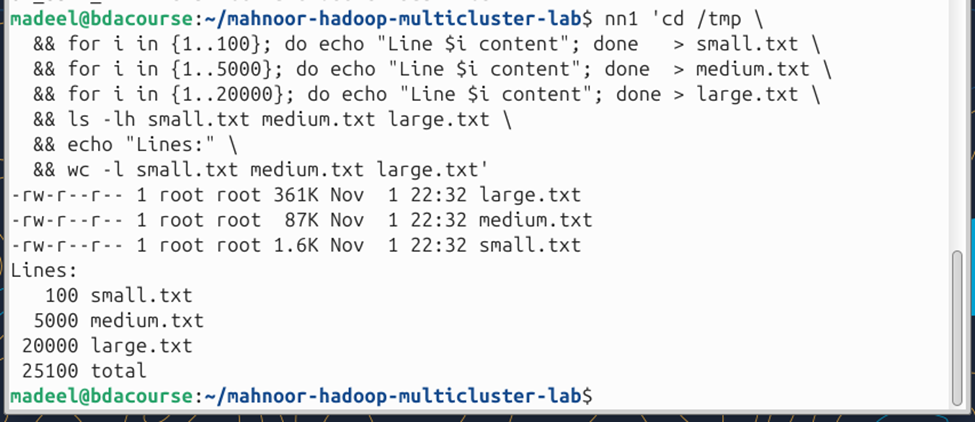 madeel@bdacourse:~/mahnoor-hadoop-multicluster-lab$ nn1 'cd /tmp \
  && for i in {1..100}; do echo "Line $i content"; done   > small.txt \
  && for i in {1..5000}; do echo "Line $i content"; done  > medium.txt \
  && for i in {1..20000}; do echo "Line $i content"; done > large.txt \
  && ls -lh small.txt medium.txt large.txt \
  && echo "Lines:" \
  && wc -l small.txt medium.txt large.txt'
-rw-r--r-- 1 root root 361K Nov  1 22:32 large.txt
-rw-r--r-- 1 root root  87K Nov  1 22:32 medium.txt
-rw-r--r-- 1 root root 1.6K Nov  1 22:32 small.txt
Lines:
   100 small.txt
  5000 medium.txt
 20000 large.txt
 25100 total
madeel@bdacourse:~/mahnoor-hadoop-multicluster-lab$